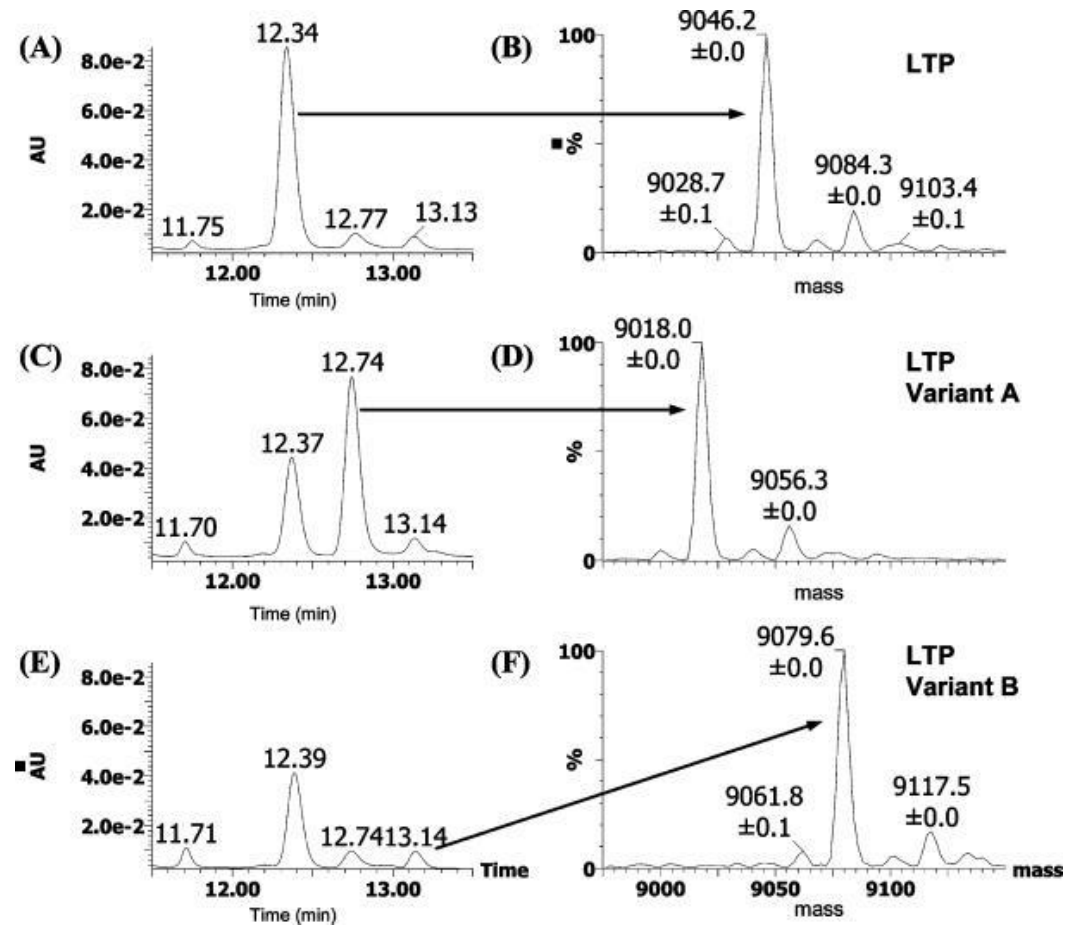 (A)
12.34
8.0e-2
6.0e-2
AU
4.0e-2
2.0e-2
11.75
12.77
13.13
12.00
13.00
Time (min)
(B)
100
9046.2
±0.0
LTP
%
9028.7
±0.1
9084.3
±0.0
9103.4
±0.1
0
mass
(C)
12.74
8.0e-2
6.0e-2
AU
12.37
4.0e-2
2.0e-2
11.70
13.14
12.00
13.00
Time (min)
(D)
9018.0
±0.0
100
LTP
Variant A
%
9056.3
±0.0
0
mass
(E)
8.0e-2
6.0e-2
AU
12.39
4.0e-2
2.0e-2
11.71
12.74
13.14
Time
12.00
13.00
Time (min)
(F)
100
9079.6
±0.0
LTP
Variant B
%
9061.8
±0.1
9117.5
±0.0
0
9000
9050
9100
mass
mass